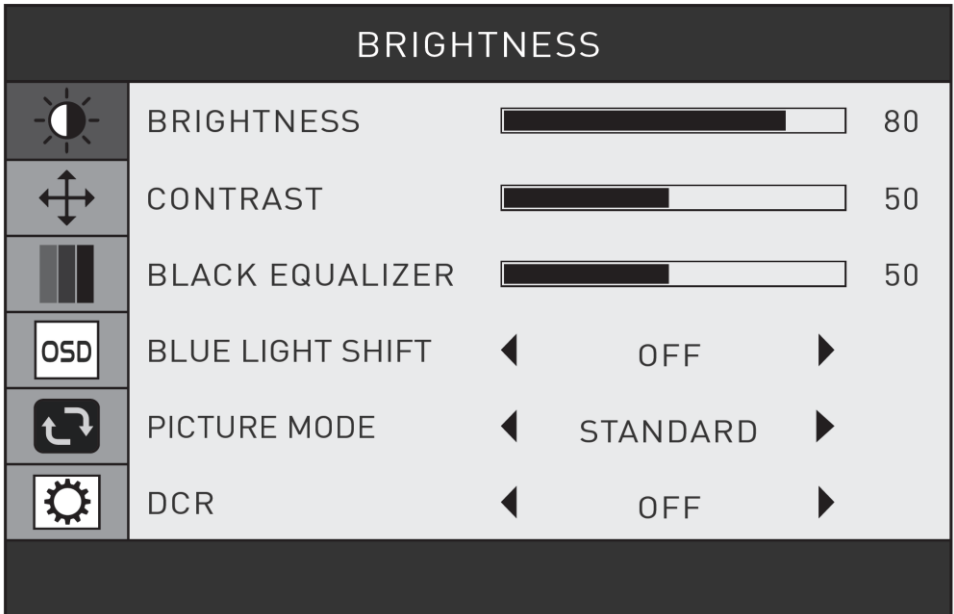 BRIGHTNESS
BRIGHTNESS 80
CONTRAST 50
BLACK EQUALIZER 50
OSD BLUE LIGHT SHIFT OFF
PICTURE MODE STANDARD
DCR OFF